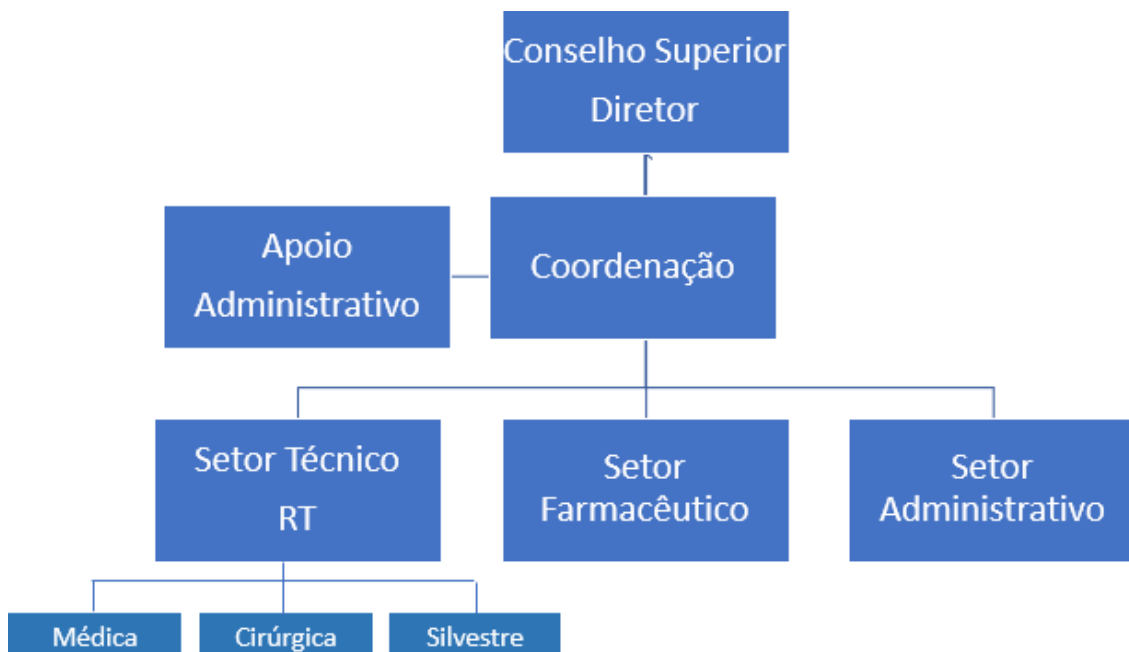 Conselho Superior
Diretor
Apoio
Administrativo
Coordenação
Setor Técnico
RT
Setor
Farmacêutico
Setor
Administrativo
Médica
Cirúrgica
Silvestre